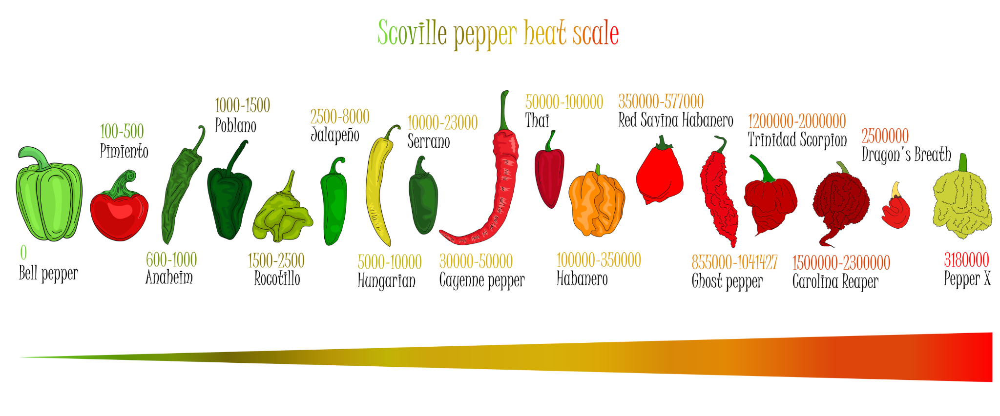 Scoville pepper heat scale
0
Bell pepper
100-500
Pimiento
600-1000
Anaheim
1000-1500
Poblano
1500-2500
Rocotillo
2500-8000
Jalapeño
5000-10000
Hungarian
10000-23000
Serrano
30000-50000
Cayenne pepper
50000-100000
Thai
100000-350000
Habanero
350000-577000
Red Savina Habanero
855000-1041427
Ghost pepper
1200000-2000000
Trinidad Scorpion
1500000-2300000
Carolina Reaper
2500000
Dragon's Breath
3180000
Pepper X